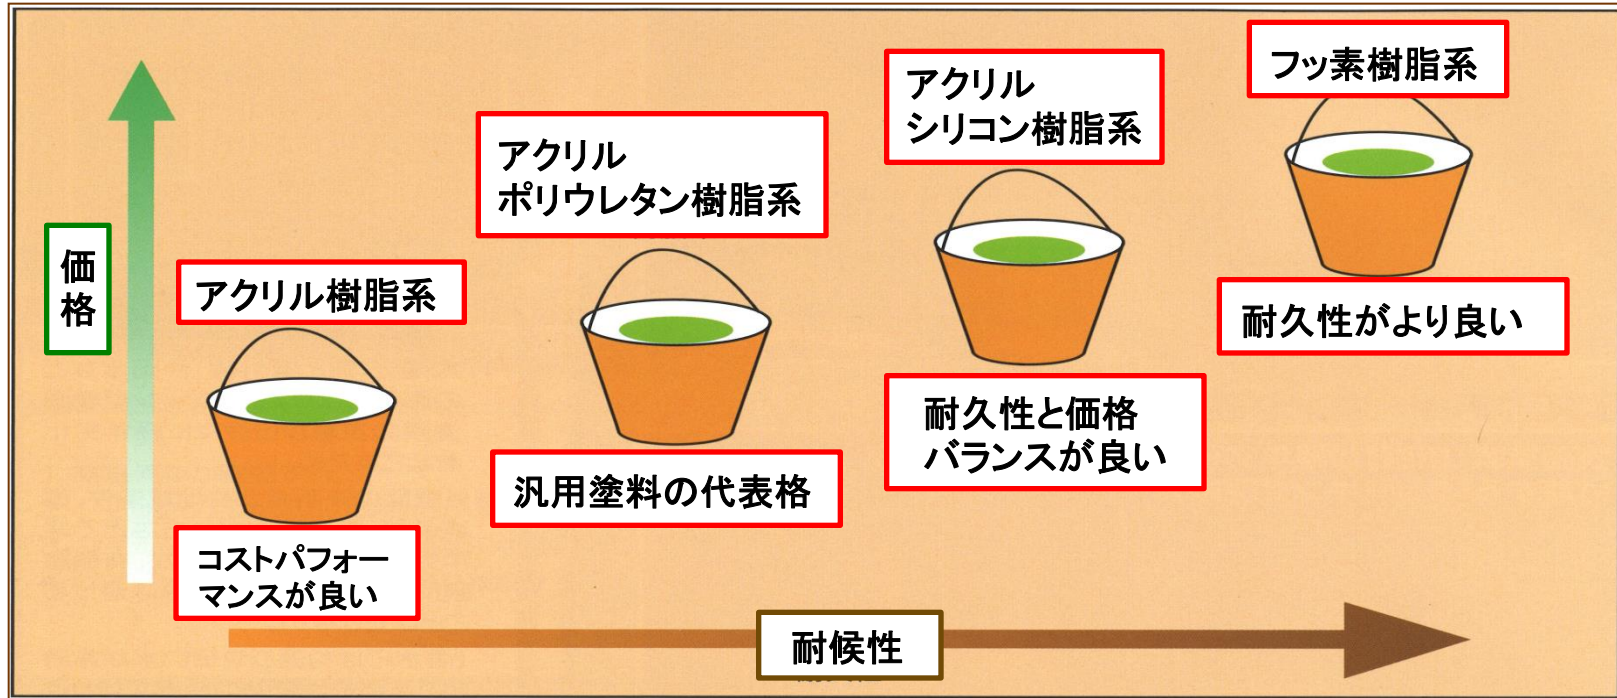 フッ素樹脂系
アクリル
シリコン樹脂系
アクリル
ポリウレタン樹脂系
価
格
アクリル樹脂系
耐久性がより良い
耐久性と価格
バランスが良い
汎用塗料の代表格
コストパフォー
マンスが良い
耐候性